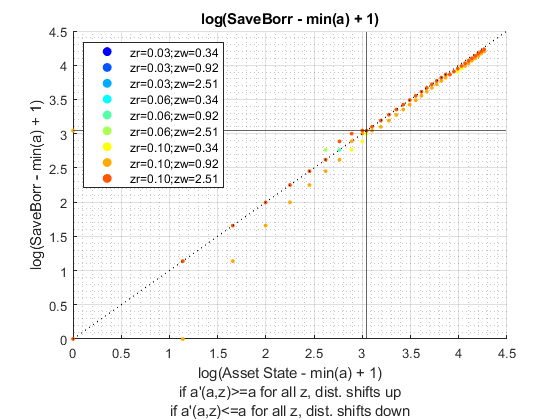 log(SaveBorr - min(a) + 1)
4.5
4
3.5
3
2.5
2
1.5
1
0.5
0
log(SaveBorr - min(a) + 1)
zr=0.03;zw=0.34
zr=0.03;zw=0.92
zr=0.03;zw=2.51
zr=0.06;zw=0.34
zr=0.06;zw=0.92
zr=0.06;zw=2.51
zr=0.10;zw=0.34
zr=0.10;zw=0.92
zr=0.10;zw=2.51
0 0.5 1 1.5 2 2.5 3 3.5 4 4.5
log(Asset State - min(a) + 1)
if a'(a,z)>=a for all z, dist. shifts up
if a'(a,z)<=a for all z, dist. shifts down